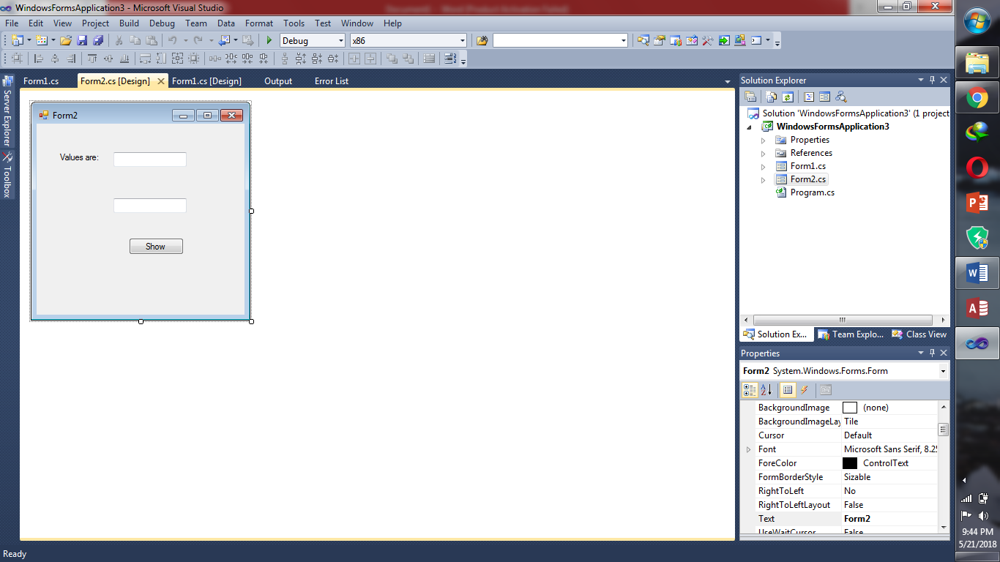 WindowsFormsApplication3 - Microsoft Visual Studio
File Edit View Project Build Debug Team Data Format Tools Test Window Help
Debug x86
Form1.cs Form2.cs [Design] Form1.cs [Design] Output Error List
Server Explorer
Toolbox
Form2
Values are:
Show
Solution Explorer
Solution 'WindowsFormsApplication3' (1 project
WindowsFormsApplication3
Properties
References
Form1.cs
Form2.cs
Program.cs
Solution Ex... Team Explo... Class View
Properties
Form2 System.Windows.Forms.Form
BackgroundImage (none)
BackgroundImageLay Tile
Cursor Default
Font Microsoft Sans Serif, 8.25
ForeColor ControlText
FormBorderStyle Sizable
RightToLeft No
RightToLeftLayout False
Text Form2
UseWaitCursor False
Ready
9:44 PM
5/21/2018